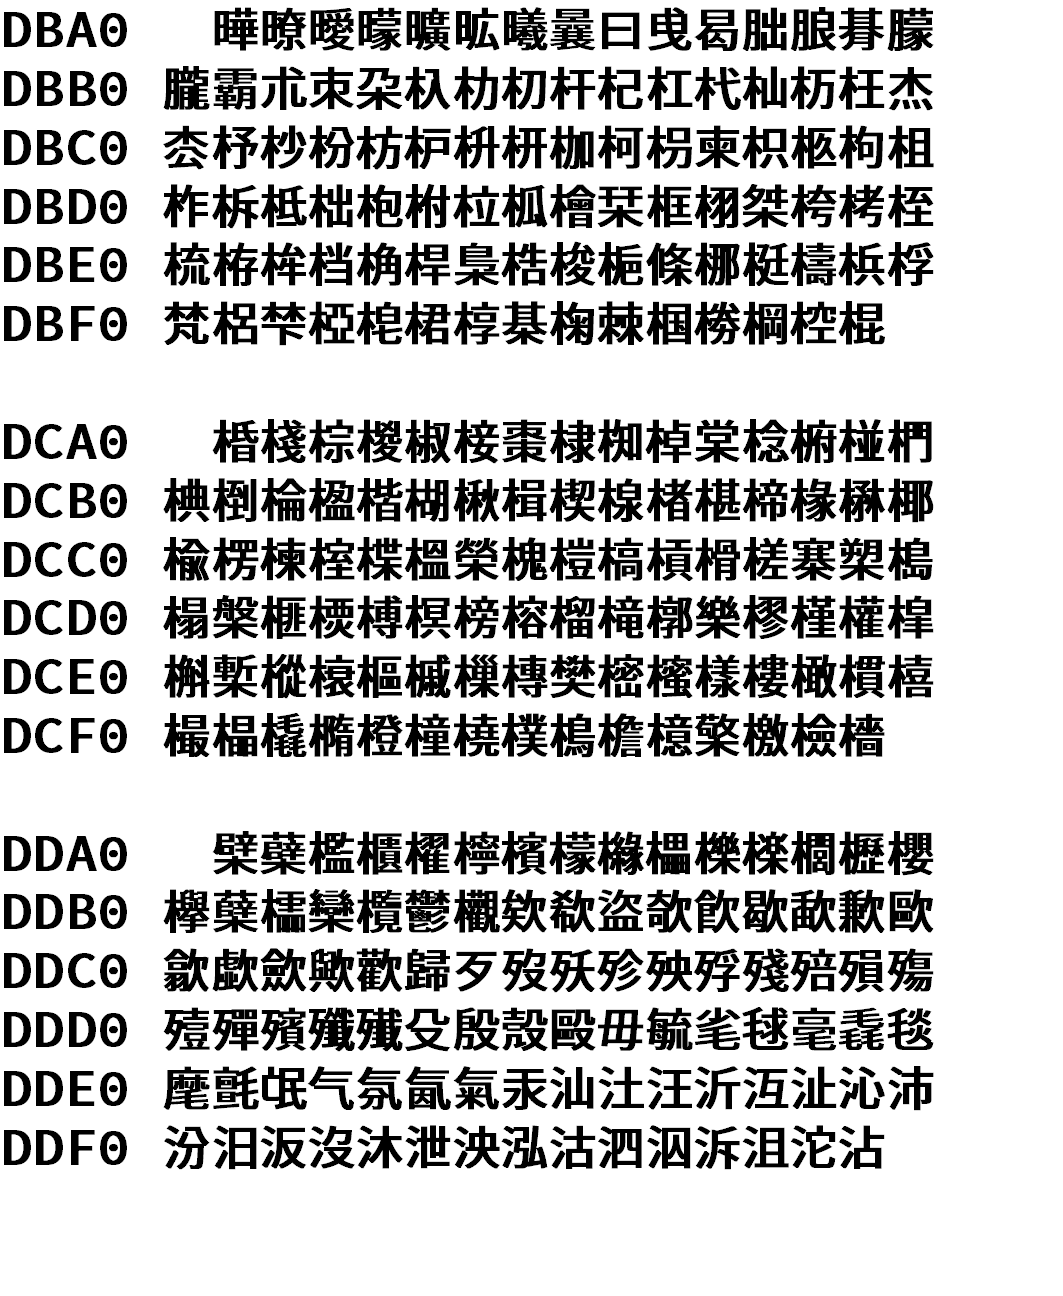 DBA0 曄暸曖曚曠昿曦曩曰曵曷朏朖朞朦
DBB0 朧霸朮朿朶杁朸朷杆杞杠杙杣杤枉杰
DBC0 枩杼杪枌枋枦枡枅枷柯枴柬枳柩枸柤
DBD0 柞柝柢柮枹柎柆柧檜栞框栩桀桍栲桎
DBE0 梳栫桙档桷桿梟梏梭梔條梛梃檮梹桴
DBF0 梵梠梺椏梍桾椁棊椈棘椢椦棡椌棍
DCA0 棔棧棕椶椒椄棗棣椥棹棠棯椨椪椚
DCB0 椣椡棆楹楷楜楸楫楔楾楮椹楴椽楙椰
DCC0 楡楞楝榁楪榲榮槐榿槁槓榾槎寨槊槝
DCD0 榻槃榧樮榑榠榜榕榴槞槨樂樛槿權槹
DCE0 槲槧樅榱樞槭樔槫樊樒櫁樣樓橄樌橲
DCF0 樶橸橇橢橙橦橈樸樢檐檍檠檄檢檣
DDA0 檗蘗檻櫃櫂檸檳檬櫞櫑櫟檪櫚櫪櫻
DDB0 欅蘖櫺欒欖鬱欟欸欷盜欹飮歇歃歉歐
DDC0 歙歔歛歟歡歸歹歿殀殄殃殍殘殕殞殤
DDD0 殪殫殯殲殱殳殷殼毆毋毓毟毬毫毳毯
DDE0 麾氈氓气氛氤氣汞汕汢汪沂沍沚沁沛
DDF0 汾汨汳沒沐泄泱泓沽泗泅泝沮沱沾